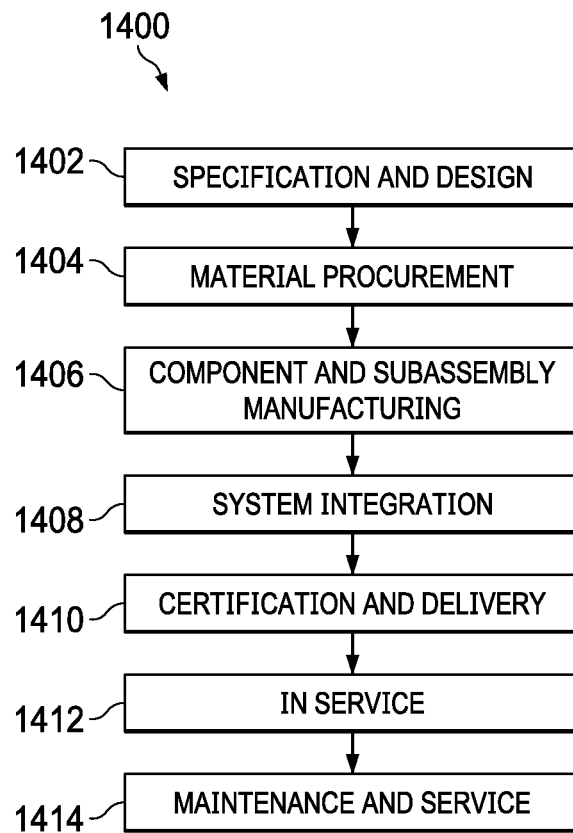 1400
1402
SPECIFICATION AND DESIGN
1404
MATERIAL PROCUREMENT
1406
COMPONENT AND SUBASSEMBLY
MANUFACTURING
1408
SYSTEM INTEGRATION
1410
CERTIFICATION AND DELIVERY
1412
IN SERVICE
1414
MAINTENANCE AND SERVICE